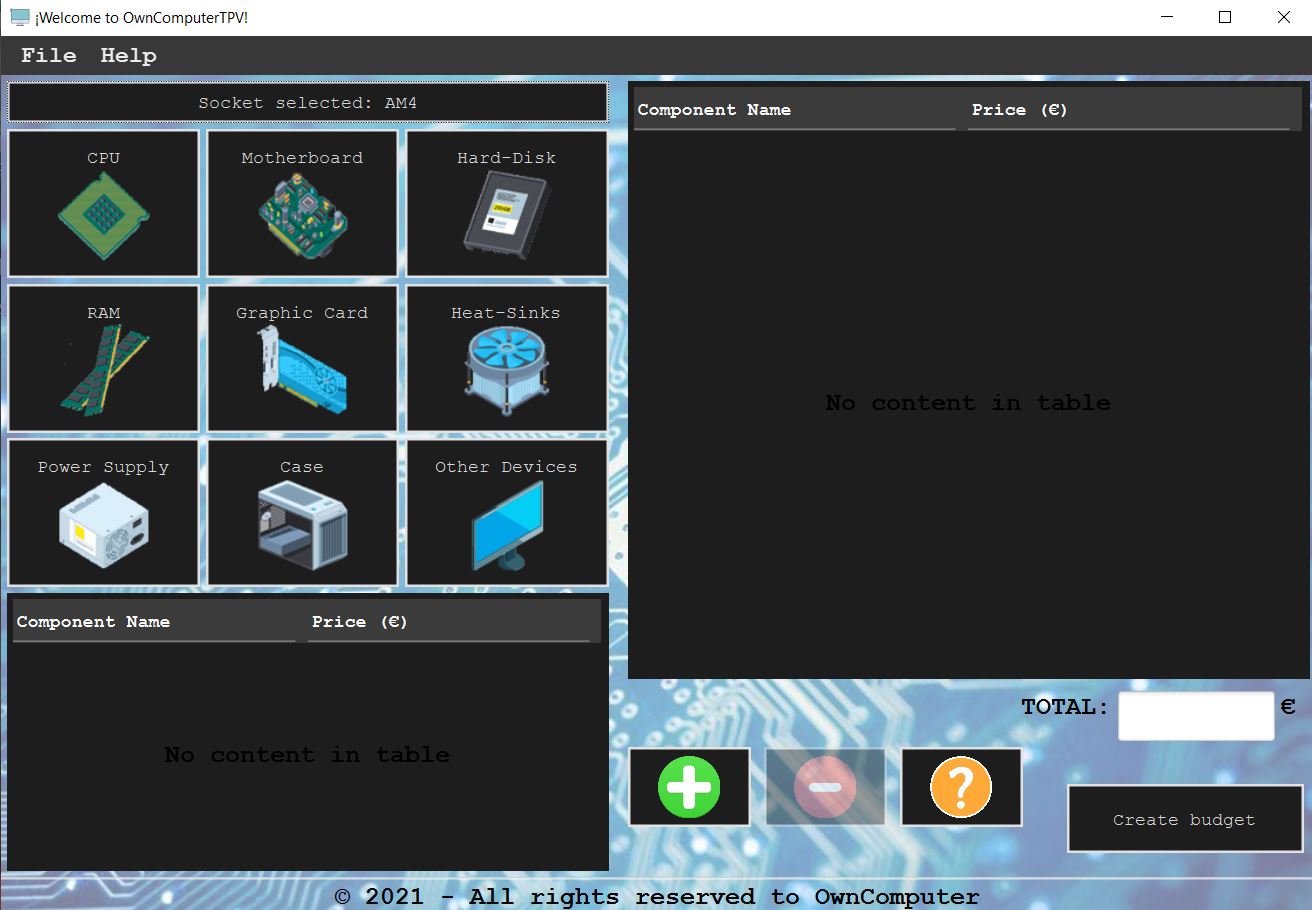 ¡Welcome to OwnComputerTPV!
File Help
Socket selected: AM4
CPU
Motherboard
Hard-Disk
RAM
Graphic Card
Heat-Sinks
Power Supply
Case
Other Devices
Component Name Price (€)
No content in table
Component Name Price (€)
No content in table
TOTAL: €
Create budget
© 2021 - All rights reserved to OwnComputer